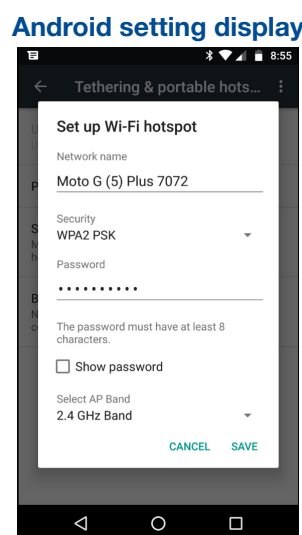 Android setting display
8:55
Tethering & portable hots...
Set up Wi-Fi hotspot
Network name
Moto G (5) Plus 7072
Security
WPA2 PSK
Password
••••••••••
The password must have at least 8
characters.
Show password
Select AP Band
2.4 GHz Band
CANCEL SAVE